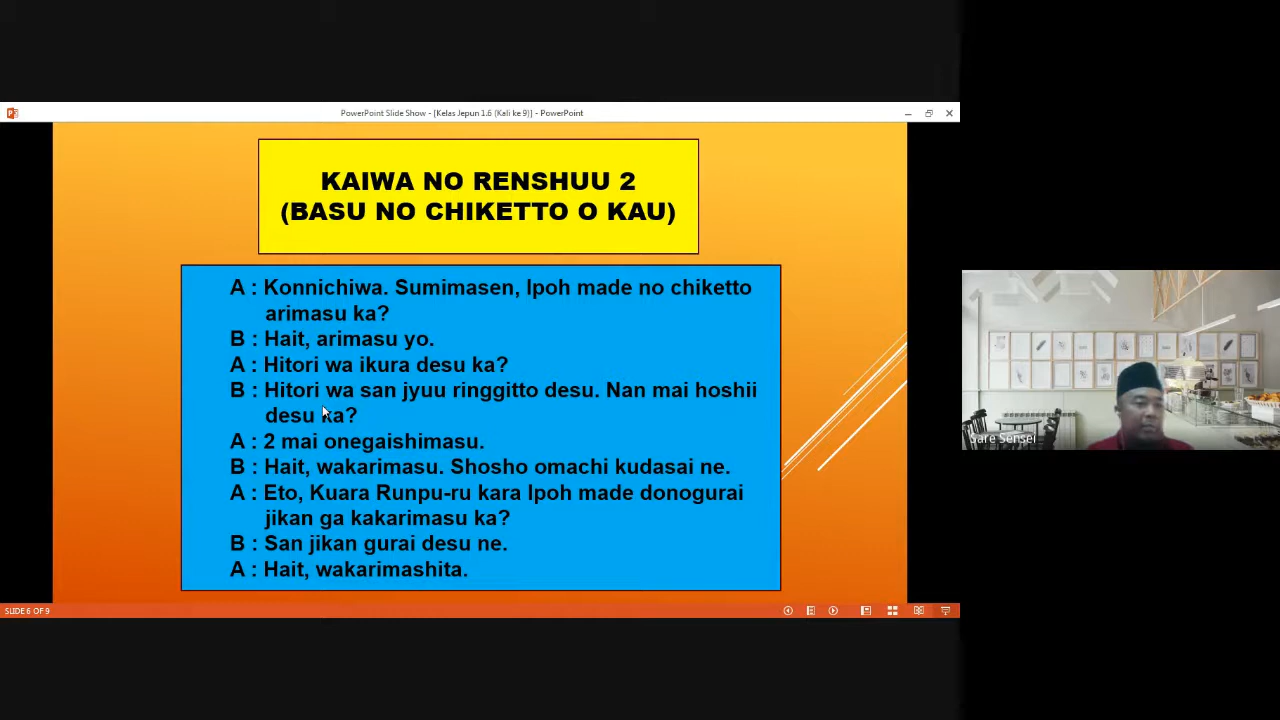 PowerPoint Slide Show - [Kelas Jepun 1.6 (Kali ke 9)] - PowerPoint
KAIWA NO RENSHUU 2
(BASU NO CHIKETTO O KAU)
A : Konnichiwa. Sumimasen, Ipoh made no chiketto
arimasu ka?
B : Hait, arimasu yo.
A : Hitori wa ikura desu ka?
B : Hitori wa san jyuu ringgitto desu. Nan mai hoshii
desu ka?
A : 2 mai onegaishimasu.
B : Hait, wakarimasu. Shosho omachi kudasai ne.
A : Eto, Kuara Runpu-ru kara Ipoh made donogurai
jikan ga kakarimasu ka?
B : San jikan gurai desu ne.
A : Hait, wakarimashita.
SLIDE 6 OF 9
Sare Sensei